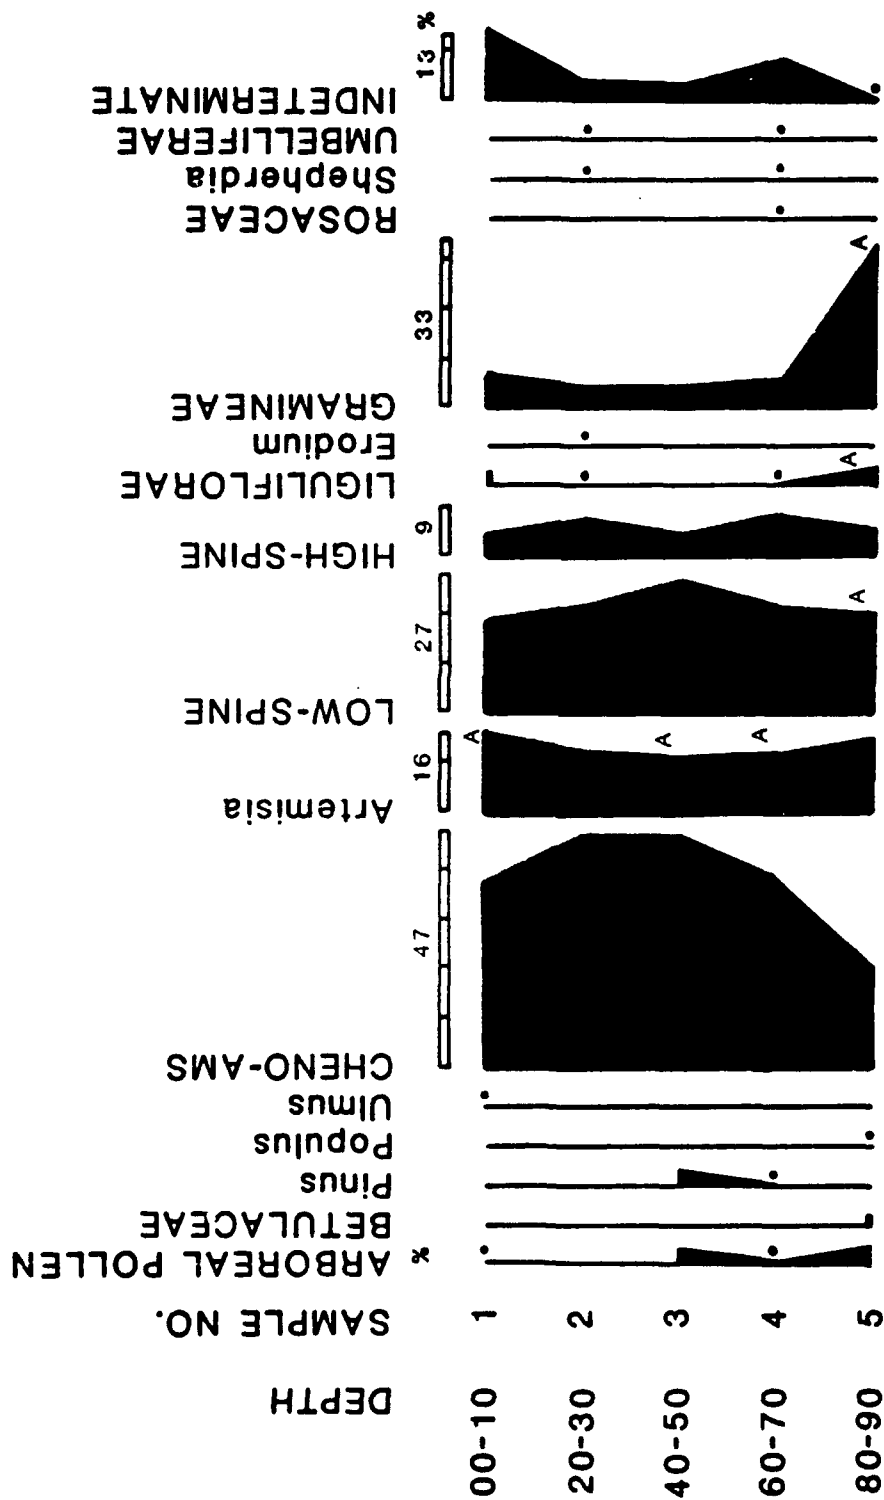 DEPTH
SAMPLE NO.
ARBOREAL POLLEN
BETULACEAE
Pinus
Populus
Ulmus
CHENO-AMS
Artemisia
LOW-SPINE
HIGH-SPINE
LIGULIFLORAE
Erodium
GRAMINEAE
ROSACEAE
Shepherdia
UMBELLIFERAE
INDETERMINATE
% 47 16 27 9 33 13 %
00-10 1 A
20-30 2
40-50 3 A
60-70 4 A
80-90 5 A A A